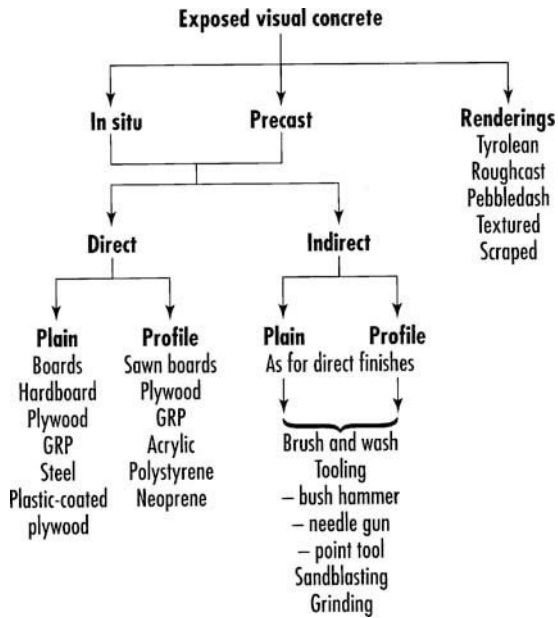 Exposed visual concrete
In situ
Precast
Renderings
Tyrolean
Roughcast
Pebbledash
Textured
Scraped
Direct
Indirect
Plain
Boards
Hardboard
Plywood
GRP
Steel
Plastic-coated
plywood
Profile
Sawn boards
Plywood
GRP
Acrylic
Polystyrene
Neoprene
Plain
Profile
As for direct finishes
Brush and wash
Tooling
– bush hammer
– needle gun
– point tool
Sandblasting
Grinding